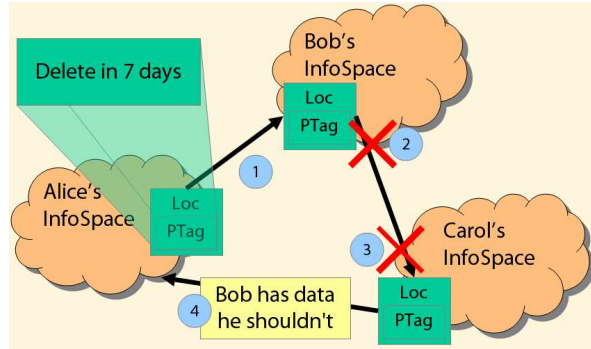 Delete in 7 days
Bob's
InfoSpace
Loc
PTag
1
2
Alice's
InfoSpace
Loc
PTag
3
Carol's
InfoSpace
Loc
PTag
4
Bob has data
he shouldn't